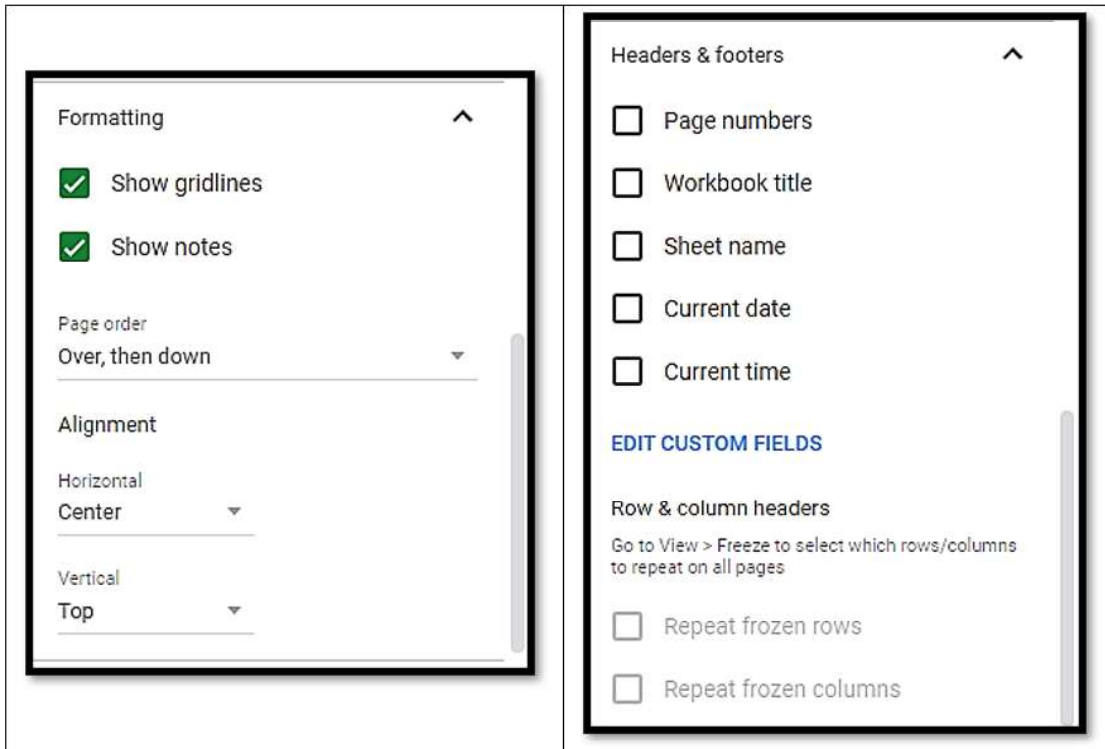 Formatting
Show gridlines
Show notes
Page order
Over, then down
Alignment
Horizontal
Center
Vertical
Top
Headers & footers
Page numbers
Workbook title
Sheet name
Current date
Current time
EDIT CUSTOM FIELDS
Row & column headers
Go to View > Freeze to select which rows/columns
to repeat on all pages
Repeat frozen rows
Repeat frozen columns